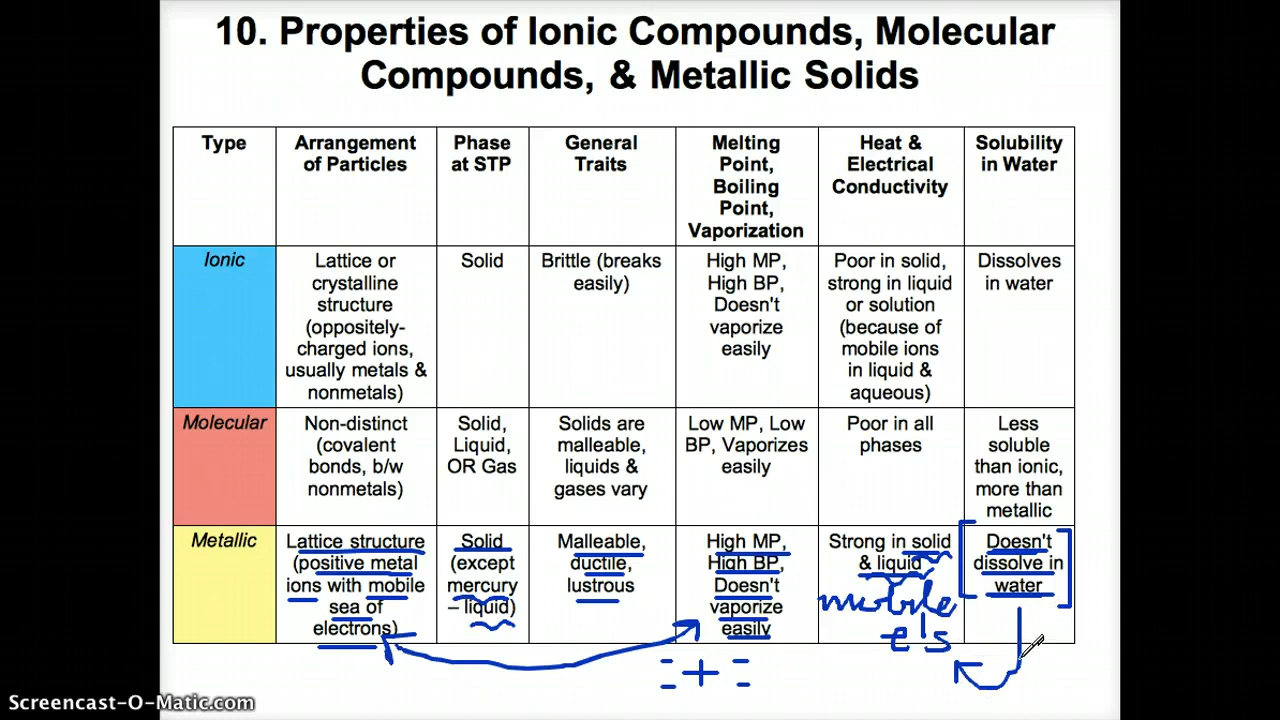 10. Properties of Ionic Compounds, Molecular
Compounds, & Metallic Solids
Type
Arrangement
of Particles
Phase
at STP
General
Traits
Melting
Point,
Boiling
Point,
Vaporization
Heat &
Electrical
Conductivity
Solubility
in Water
Ionic
Lattice or
crystalline
structure
(oppositely-
charged ions,
usually metals &
nonmetals)
Solid
Brittle (breaks
easily)
High MP,
High BP,
Doesn't
vaporize
easily
Poor in solid,
strong in liquid
or solution
(because of
mobile ions
in liquid &
aqueous)
Dissolves
in water
Molecular
Non-distinct
(covalent
bonds, b/w
nonmetals)
Solid,
Liquid,
OR Gas
Solids are
malleable,
liquids &
gases vary
Low MP, Low
BP, Vaporizes
easily
Poor in all
phases
Less
soluble
than ionic,
more than
metallic
Metallic
Lattice structure
(positive metal
ions with mobile
sea of
electrons)
Solid
(except
mercury
– liquid)
Malleable,
ductile,
lustrous
High MP,
High BP,
Doesn't
vaporize
easily
Strong in solid
& liquid
mobile
e's
Doesn't
dissolve in
water
+
Screencast-O-Matic.com